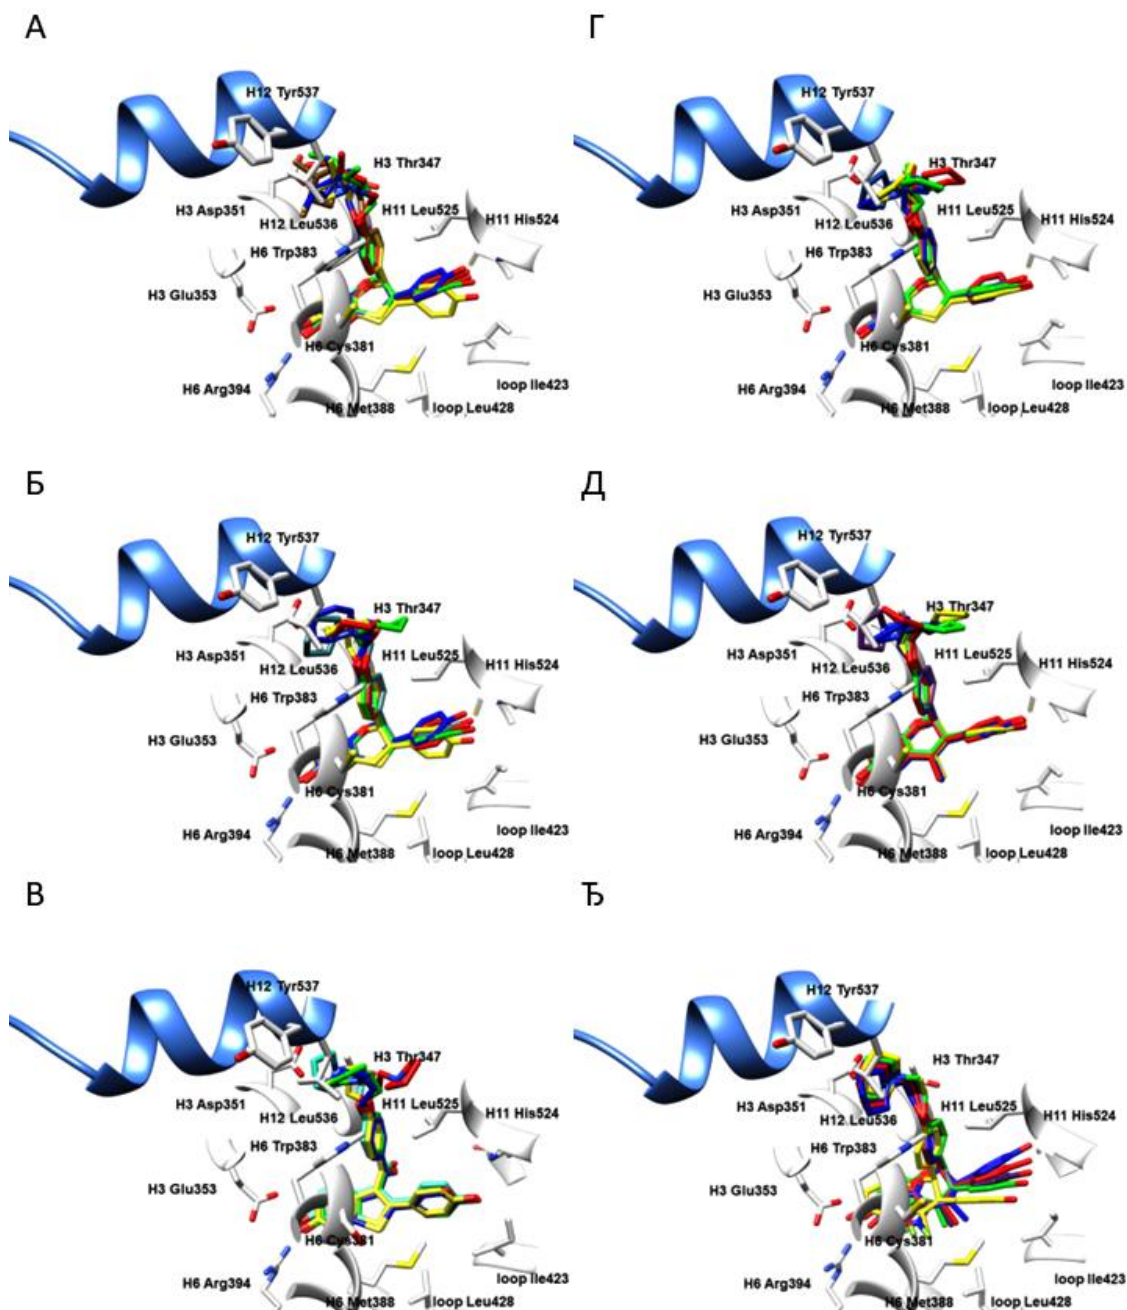 А
H12 Tyr537
H3 Thr347
H3 Asp351
H12 Leu536
H11 Leu525
H11 His524
H6 Trp383
H3 Glu353
H6 Cys381
H6 Arg394
loop Ile423
H6 Met388
loop Leu428
Г
H12 Tyr537
H3 Thr347
H3 Asp351
H12 Leu536
H11 Leu525
H11 His524
H6 Trp383
H3 Glu353
H6 Cys381
H6 Arg394
loop Ile423
H6 Met388
loop Leu428
Б
H12 Tyr537
H3 Thr347
H3 Asp351
H12 Leu536
H11 Leu525
H11 His524
H6 Trp383
H3 Glu353
H6 Cys381
H6 Arg394
loop Ile423
H6 Met388
loop Leu428
Д
H12 Tyr537
H3 Thr347
H3 Asp351
H12 Leu536
H11 Leu525
H11 His524
H6 Trp383
H3 Glu353
H6 Cys381
H6 Arg394
loop Ile423
H6 Met388
loop Leu428
В
H12 Tyr537
H3 Thr347
H3 Asp351
H12 Leu536
H11 Leu525
H11 His524
H6 Trp383
H3 Glu353
H6 Cys381
H6 Arg394
loop Ile423
H6 Met388
loop Leu428
Ђ
H12 Tyr537
H3 Thr347
H3 Asp351
H12 Leu536
H11 Leu525
H11 His524
H6 Trp383
H3 Glu353
H6 Cys381
H6 Arg394
loop Ile423
H6 Met388
loop Leu428